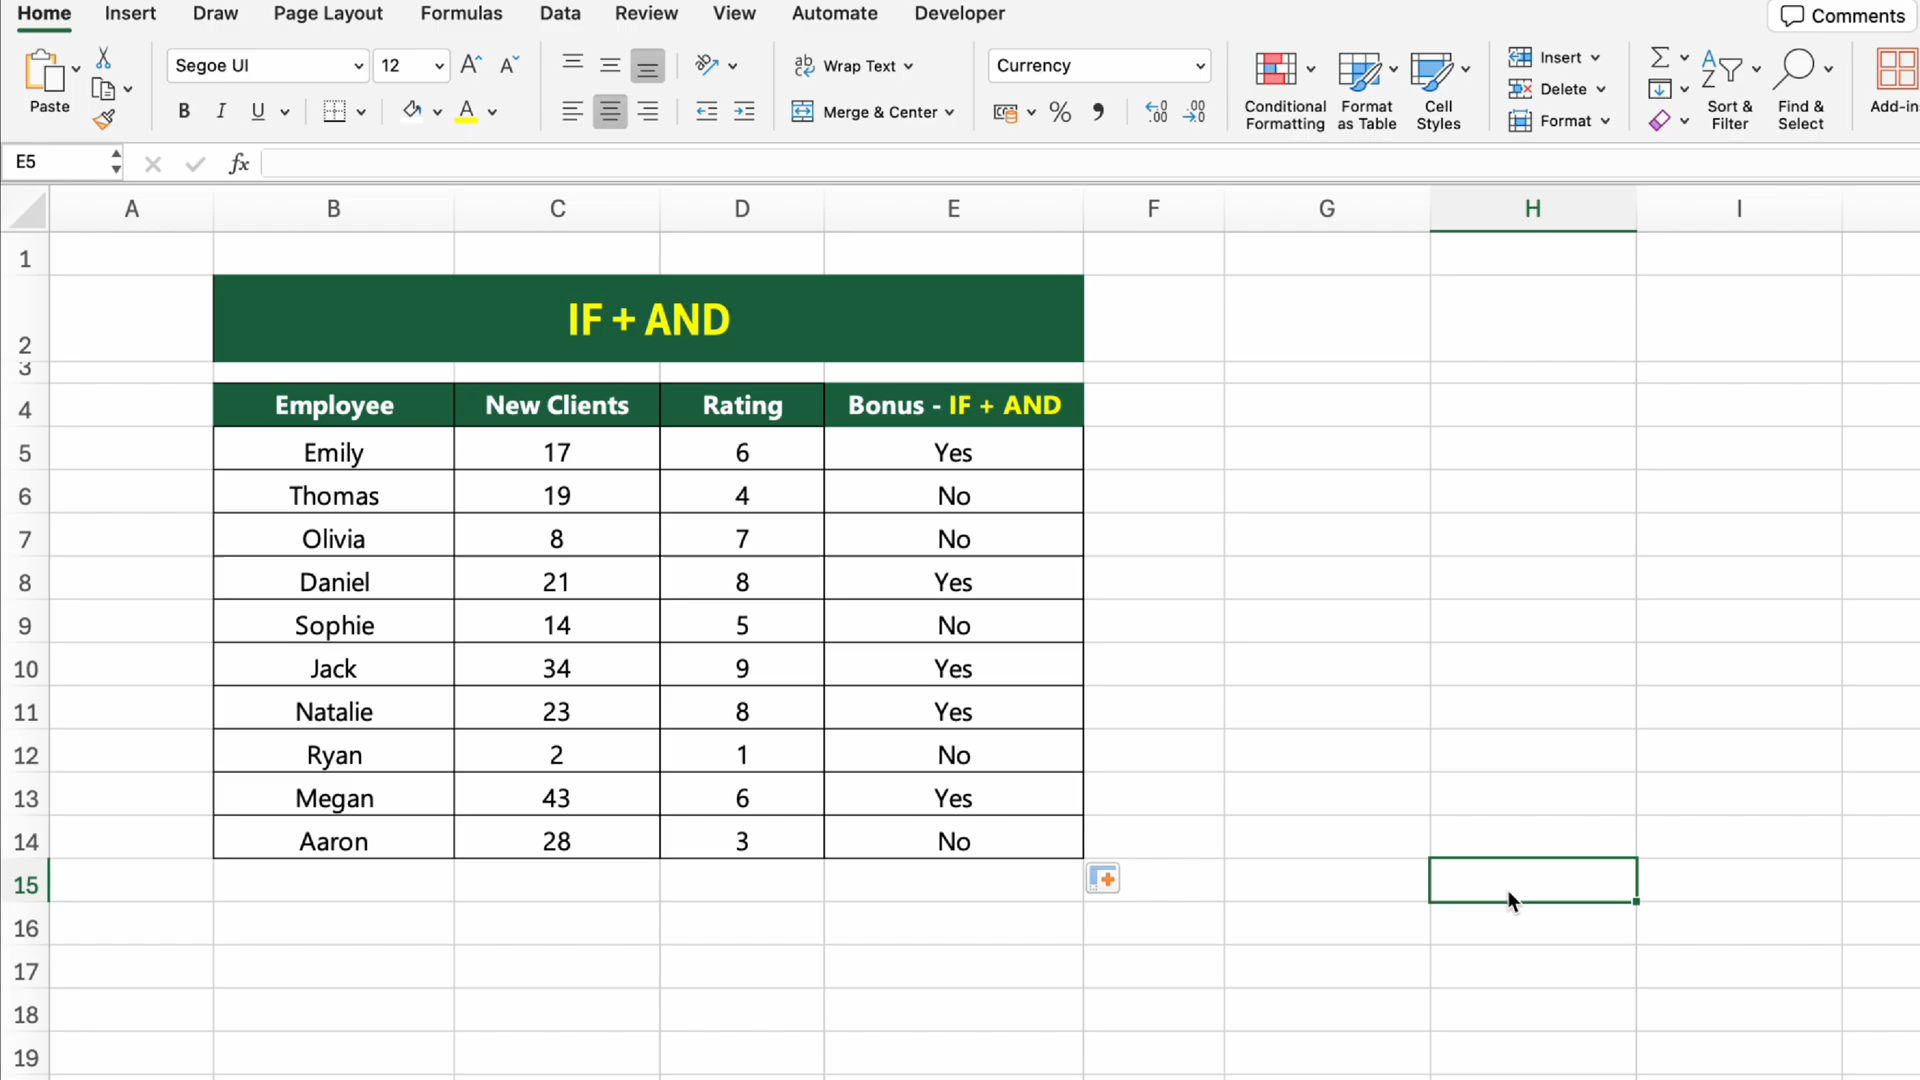 Home Insert Draw Page Layout Formulas Data Review View Automate Developer Comments
Paste
Segoe UI 12
B I U A
ab Wrap Text
Merge & Center
Currency
% .00 .00
Conditional Formatting
Format as Table
Cell Styles
Insert
Delete
Format
Sort & Filter
Find & Select
Add-in
E5 fx
A B C D E F G H I
1
2 IF + AND
3
4 Employee New Clients Rating Bonus - IF + AND
5 Emily 17 6 Yes
6 Thomas 19 4 No
7 Olivia 8 7 No
8 Daniel 21 8 Yes
9 Sophie 14 5 No
10 Jack 34 9 Yes
11 Natalie 23 8 Yes
12 Ryan 2 1 No
13 Megan 43 6 Yes
14 Aaron 28 3 No
15
16
17
18
19